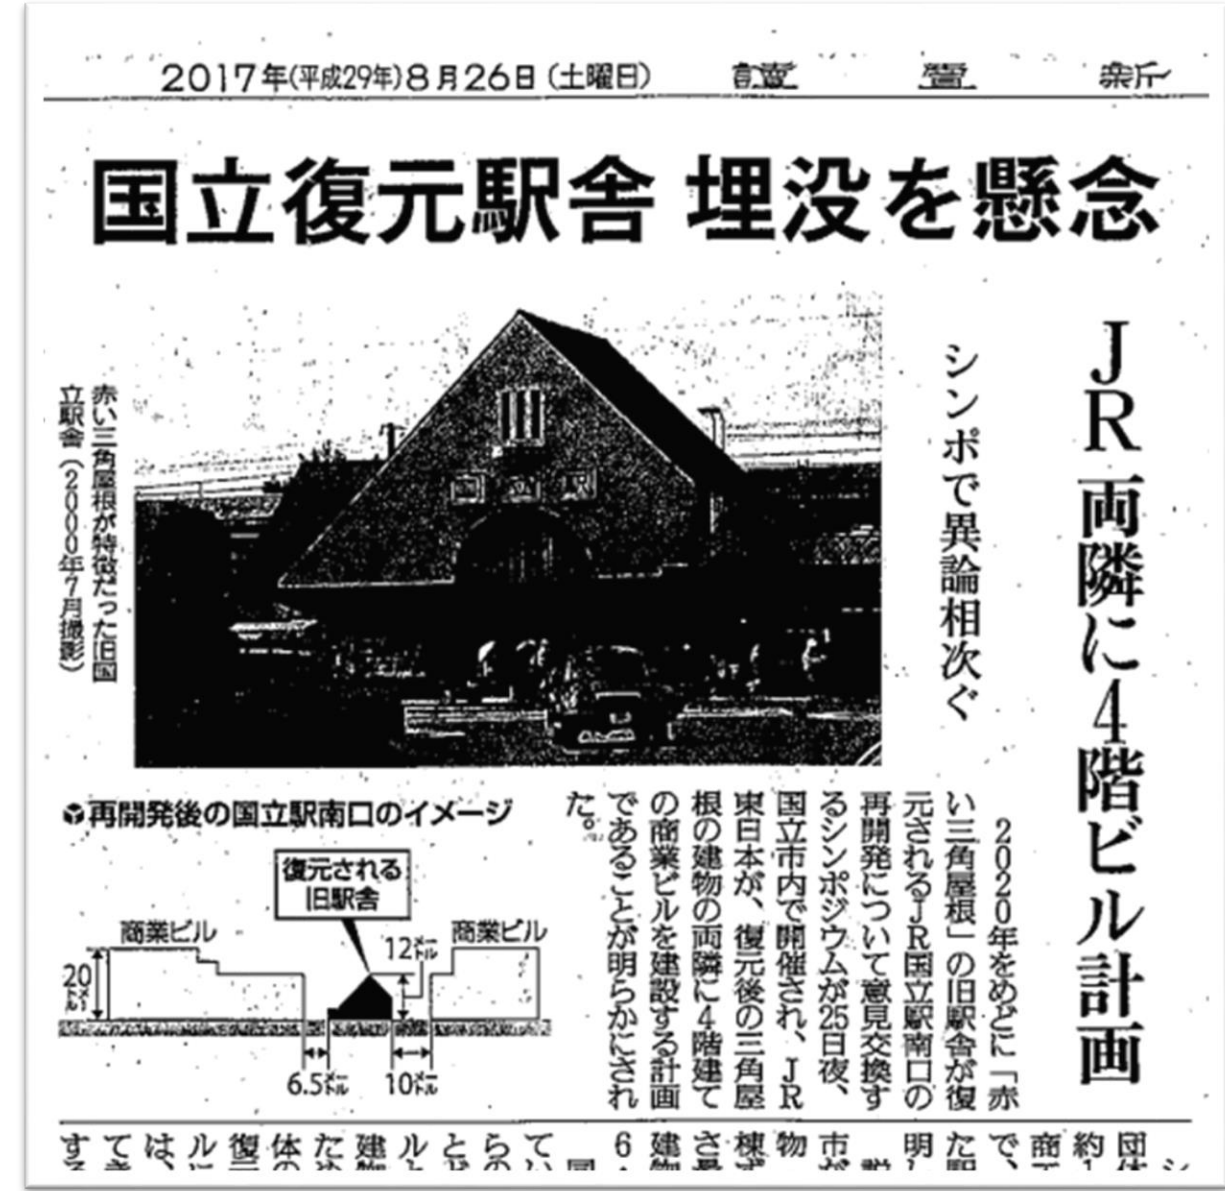 2017年(平成29年)8月26日(土曜日) 讀 賣 新
国立復元駅舎 埋没を懸念
JR両隣に4階ビル計画
シンポで異論相次ぐ
国 立 駅
赤い三角屋根が特徴だった旧国
立駅舎(2000年7月撮影)
2020年をめどに「赤
い三角屋根」の旧駅舎が復
元されるJR国立駅南口の
再開発について意見交換す
るシンポジウムが25日夜、
国立市内で開催され、JR
東日本が、復元後の三角屋
根の建物の両隣に4階建て
の商業ビルを建設する計画
であることが明らかにされ
た。
再開発後の国立駅南口のイメージ
復元される
旧駅舎
商業ビル
商業ビル
12メートル
20メートル
6.5メートル
10メートル